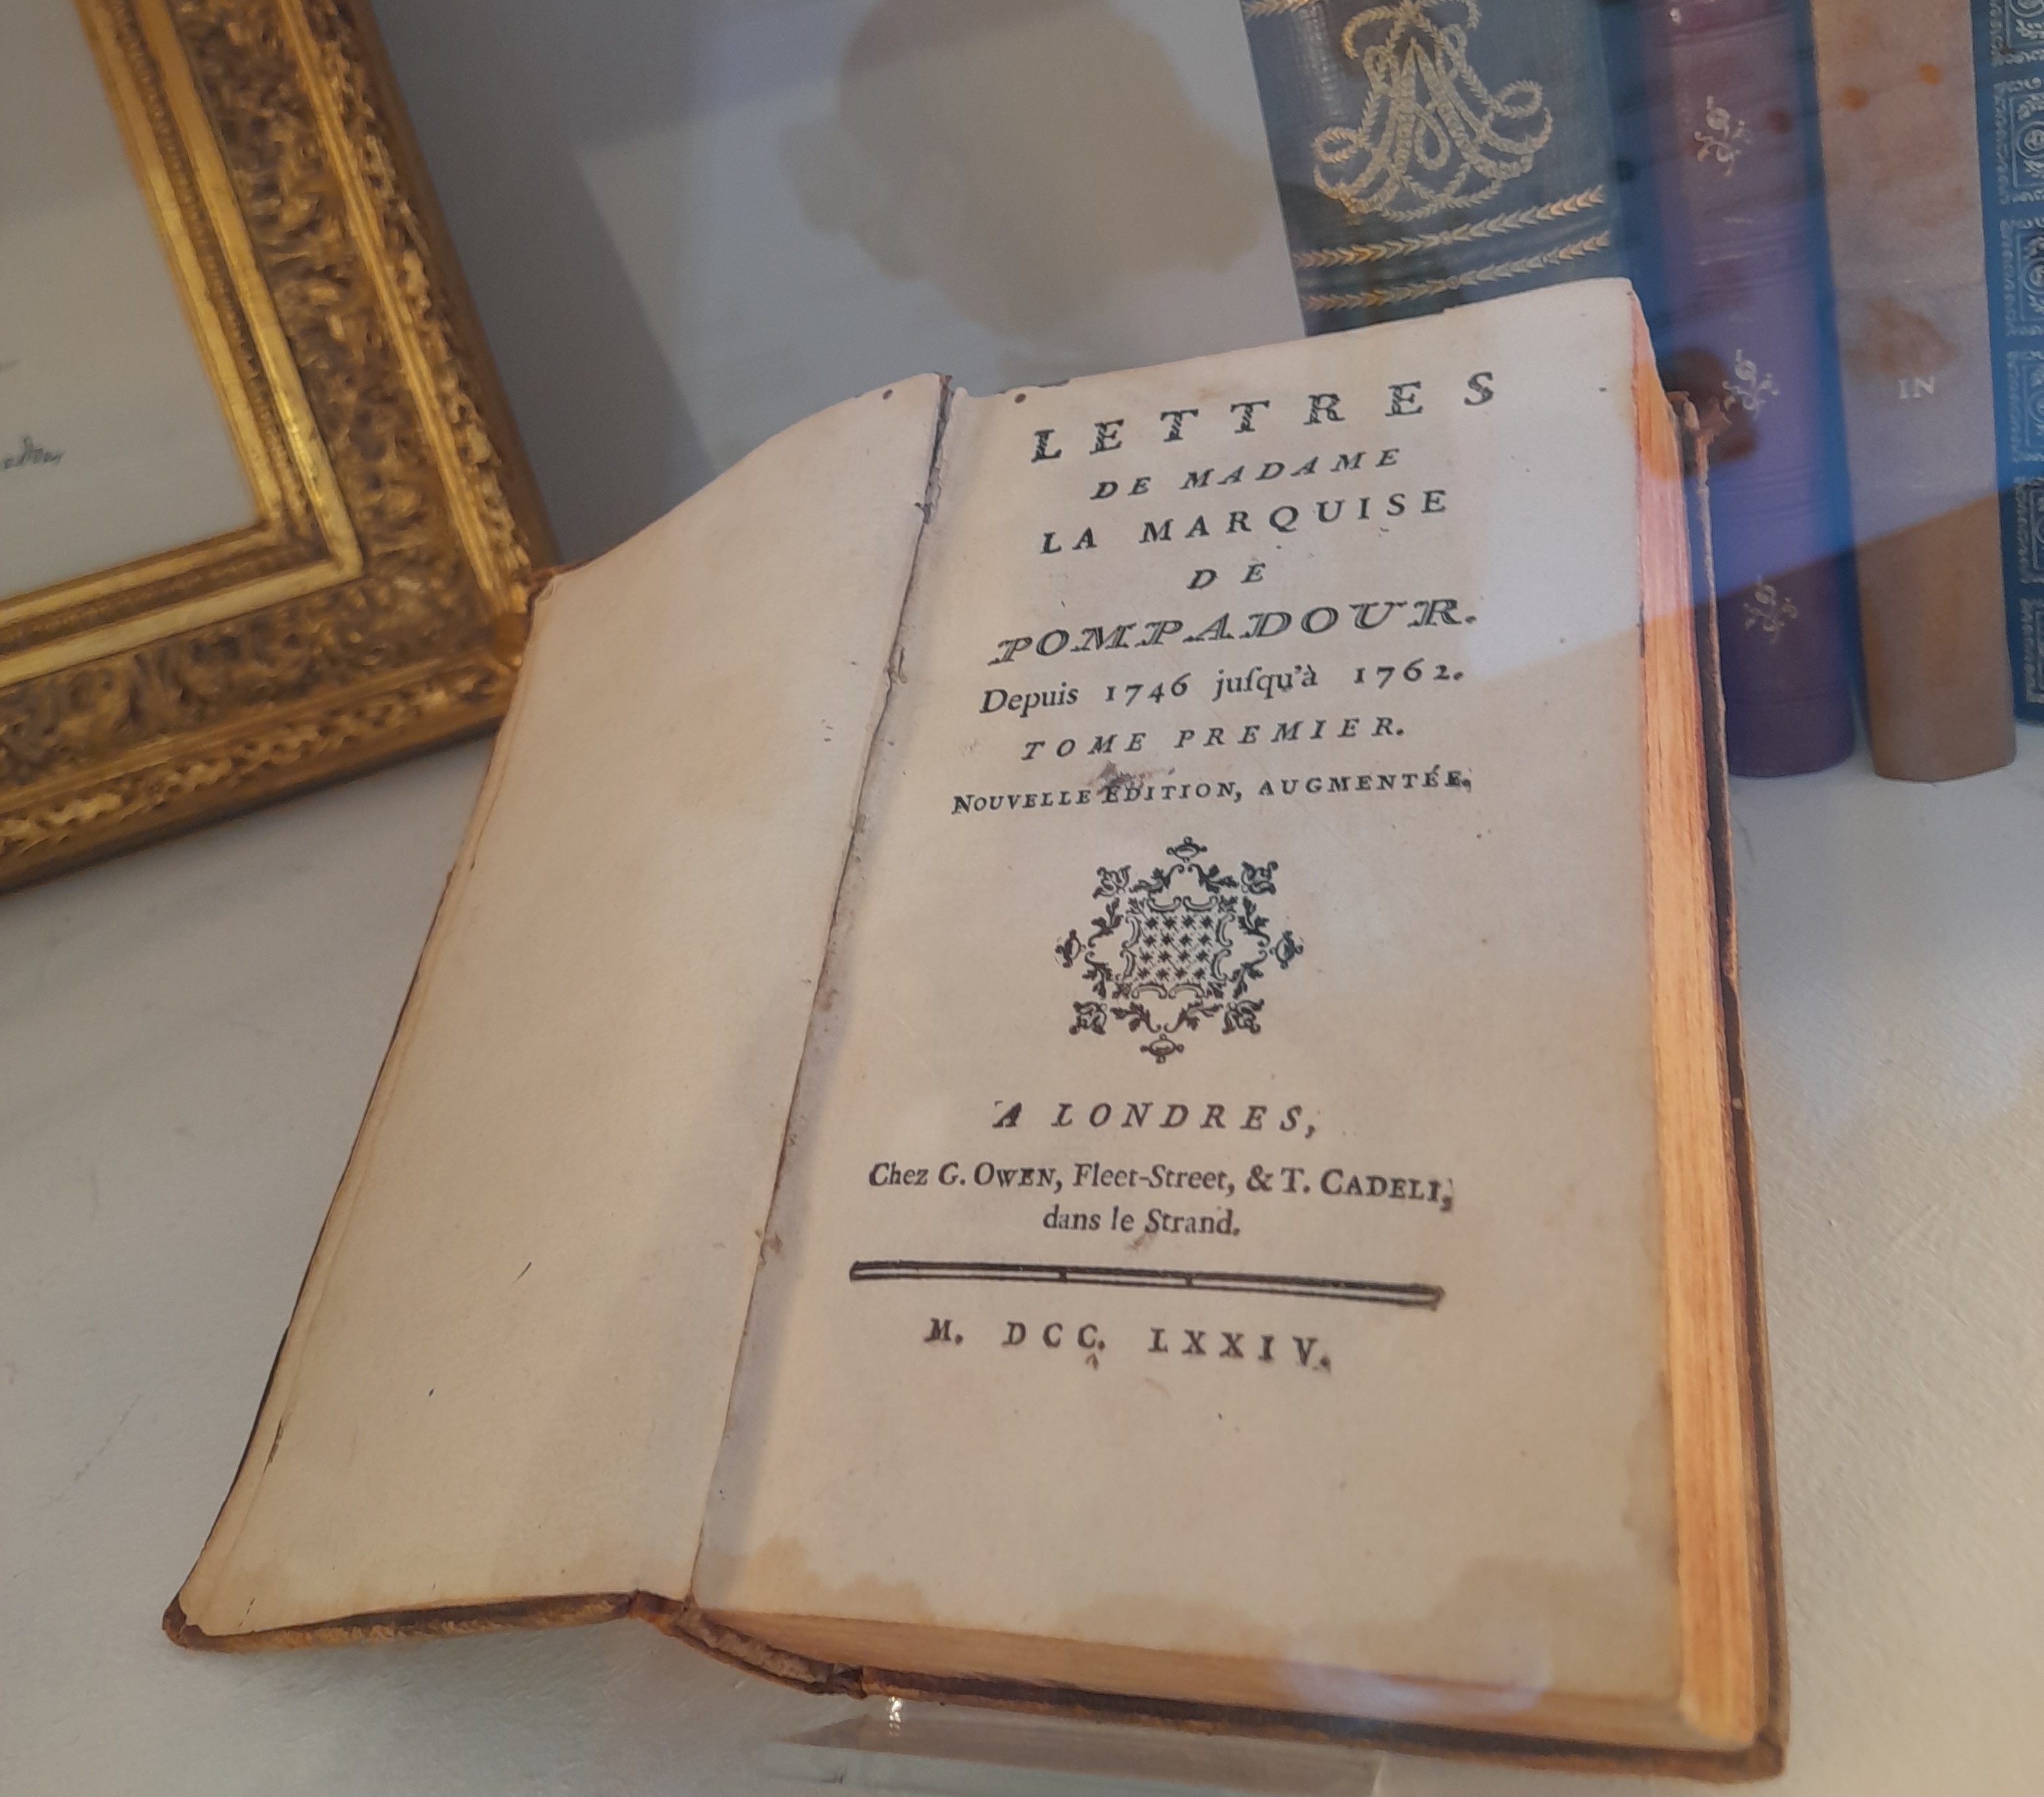 LETTRES
DE MADAME
LA MARQUISE
DE
POMPADOUR.
Depuis 1746 juſqu'à 1762.
TOME PREMIER.
NOUVELLE ÉDITION, AUGMENTÉE,
A LONDRES,
Chez G. OWEN, Fleet-Street, & T. CADELL,
dans le Strand.
M. DCC. LXXIV.
IN